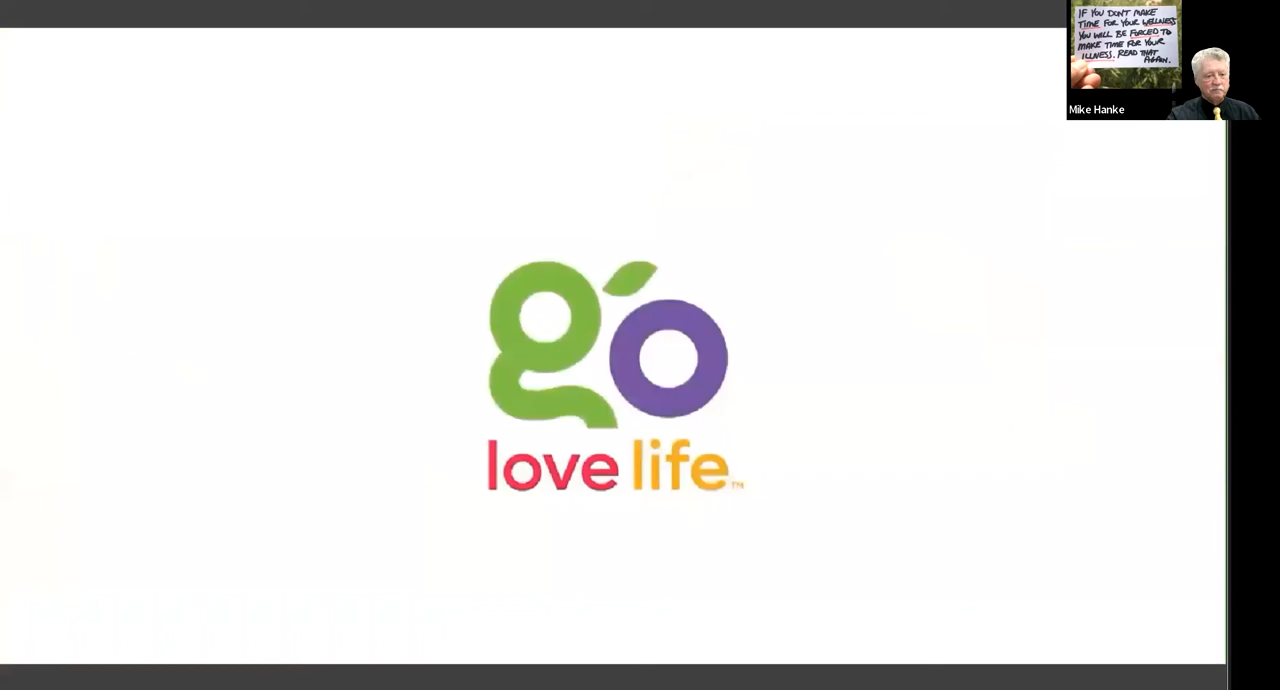 IF YOU DON'T MAKE
TIME FOR YOUR WELLNESS
YOU WILL BE FORCED TO
MAKE TIME FOR YOUR
ILLNESS. READ THAT
AGAIN.
Mike Hanke
go
love life™